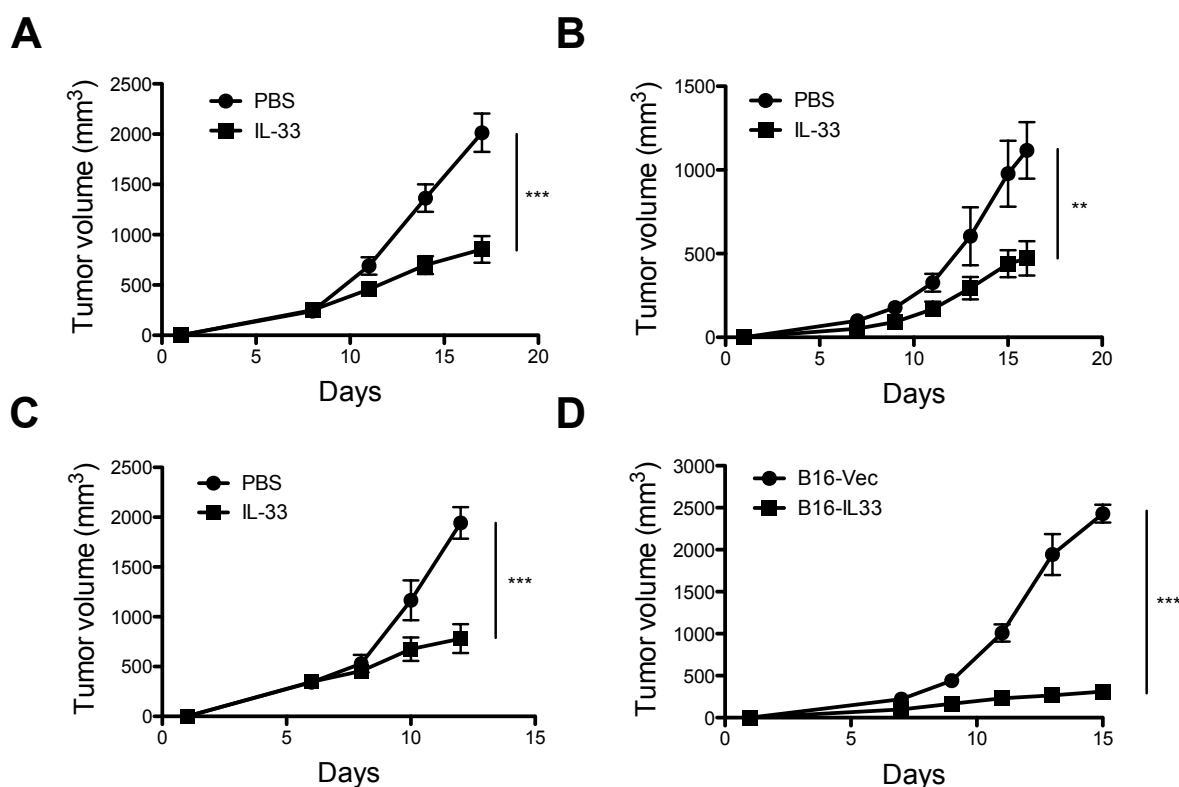 A
Tumor volume (mm³)
2500
2000
1500
1000
500
0
PBS
IL-33
***
0 5 10 15 20
Days
B
Tumor volume (mm³)
1500
1000
500
0
PBS
IL-33
**
0 5 10 15 20
Days
C
Tumor volume (mm³)
2500
2000
1500
1000
500
0
PBS
IL-33
***
0 5 10 15
Days
D
Tumor volume (mm³)
3000
2500
2000
1500
1000
500
0
B16-Vec
B16-IL33
***
0 5 10 15
Days